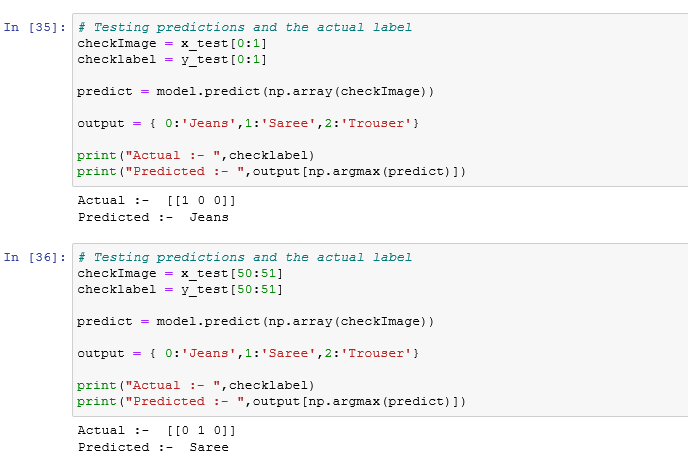 In [35]: # Testing predictions and the actual label
checkImage = x_test[0:1]
checklabel = y_test[0:1]
predict = model.predict(np.array(checkImage))
output = { 0:'Jeans',1:'Saree',2:'Trouser'}
print("Actual :- ",checklabel)
print("Predicted :- ",output[np.argmax(predict)])
Actual :-  [[1 0 0]]
Predicted :-  Jeans
In [36]: # Testing predictions and the actual label
checkImage = x_test[50:51]
checklabel = y_test[50:51]
predict = model.predict(np.array(checkImage))
output = { 0:'Jeans',1:'Saree',2:'Trouser'}
print("Actual :- ",checklabel)
print("Predicted :- ",output[np.argmax(predict)])
Actual :-  [[0 1 0]]
Predicted :-  Saree